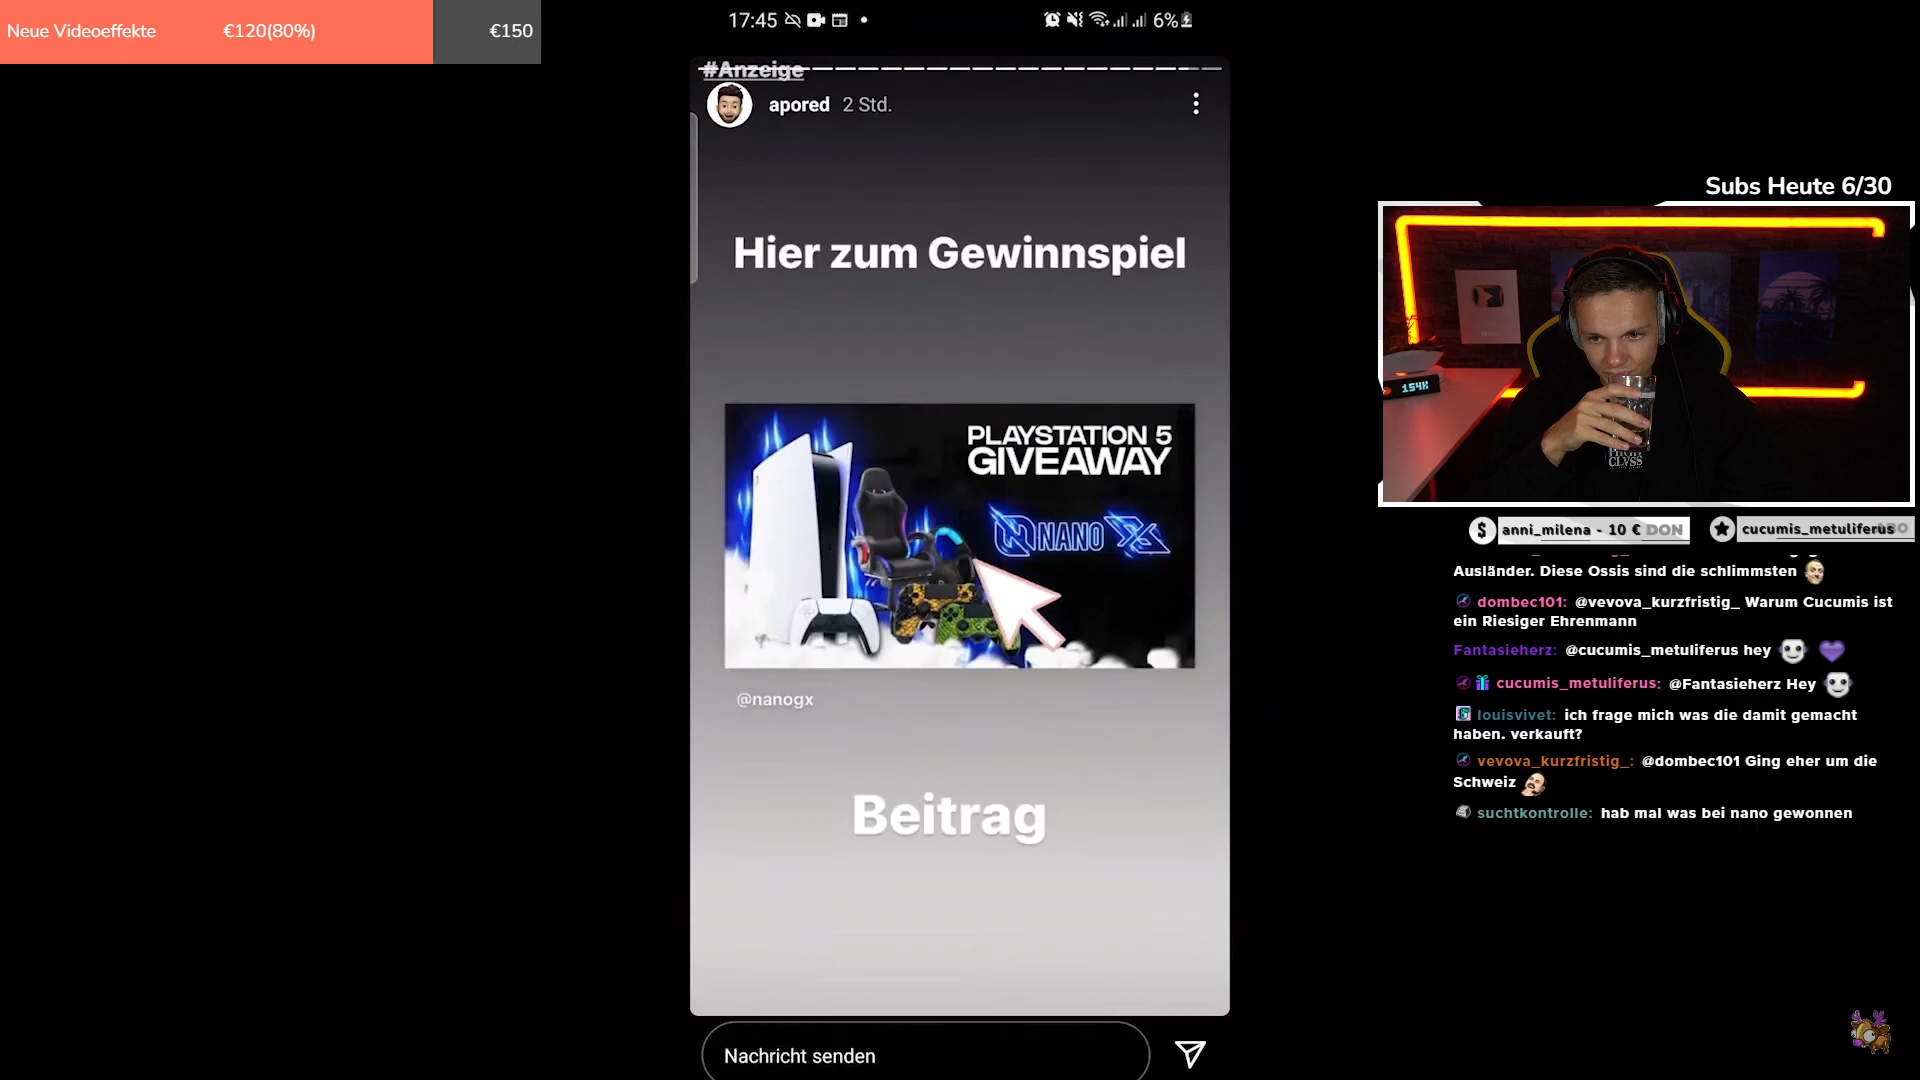 Neue Videoeffekte €120(80%) €150
17:45 6%
#Anzeige
apored 2 Std.
Hier zum Gewinnspiel
PLAYSTATION 5
GIVEAWAY
NANO
@nanogx
Beitrag
Nachricht senden
Subs Heute 6/30
154K
CLVSS
anni_milena - 10 € DON
cucumis_metuliferus
Ausländer. Diese Ossis sind die schlimmsten
dombec101: @vevova_kurzfristig_ Warum Cucumis ist
ein Riesiger Ehrenmann
Fantasieherz: @cucumis_metuliferus hey
cucumis_metuliferus: @Fantasieherz Hey
louisvivet: ich frage mich was die damit gemacht
haben. verkauft?
vevova_kurzfristig_: @dombec101 Ging eher um die
Schweiz
suchtkontrolle: hab mal was bei nano gewonnen